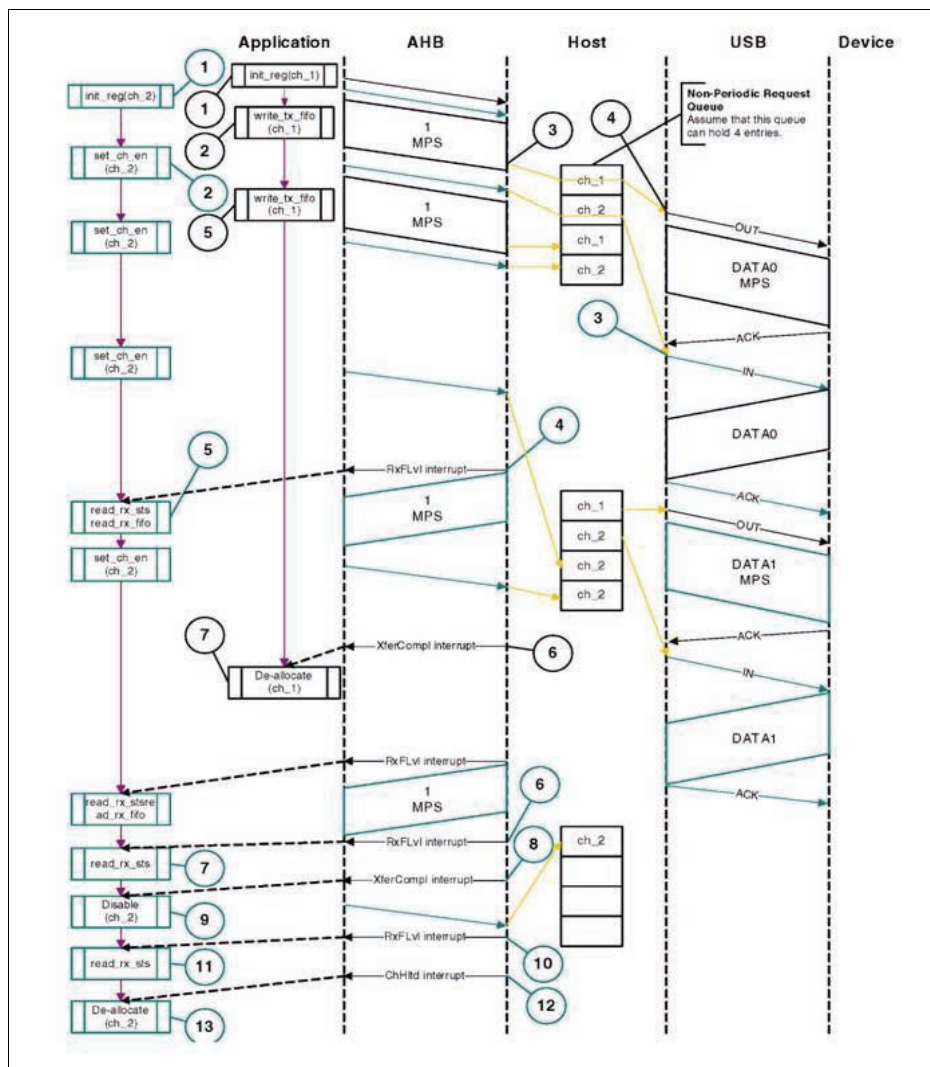 Application
AHB
Host
USB
Device
1
init_reg(ch_1)
init_reg(ch_2)
1
Non-Periodic Request
Queue
Assume that this queue
can hold 4 entries.
write_tx_fifo
(ch_1)
2
1
MPS
3
4
set_ch_en
(ch_2)
2
ch_1
write_tx_fifo
(ch_1)
5
1
MPS
ch_2
set_ch_en
(ch_2)
ch_1
OUT
ch_2
DATA0
MPS
3
ACK
set_ch_en
(ch_2)
IN
4
DATA0
5
RxFLvl interrupt
read_rx_sts
read_rx_fifo
1
MPS
ACK
ch_1
OUT
ch_2
set_ch_en
(ch_2)
ch_2
DATA1
MPS
ch_2
7
XferCompl interrupt
6
ACK
De-allocate
(ch_1)
IN
DATA1
RxFLvl interrupt
6
read_rx_stsre
ad_rx_fifo
1
MPS
ACK
RxFLvl interrupt
8
ch_2
read_rx_sts
7
XferCompl interrupt
Disable
(ch_2)
9
RxFLvl interrupt
10
read_rx_sts
11
ChHltd interrupt
12
De-allocate
(ch_2)
13